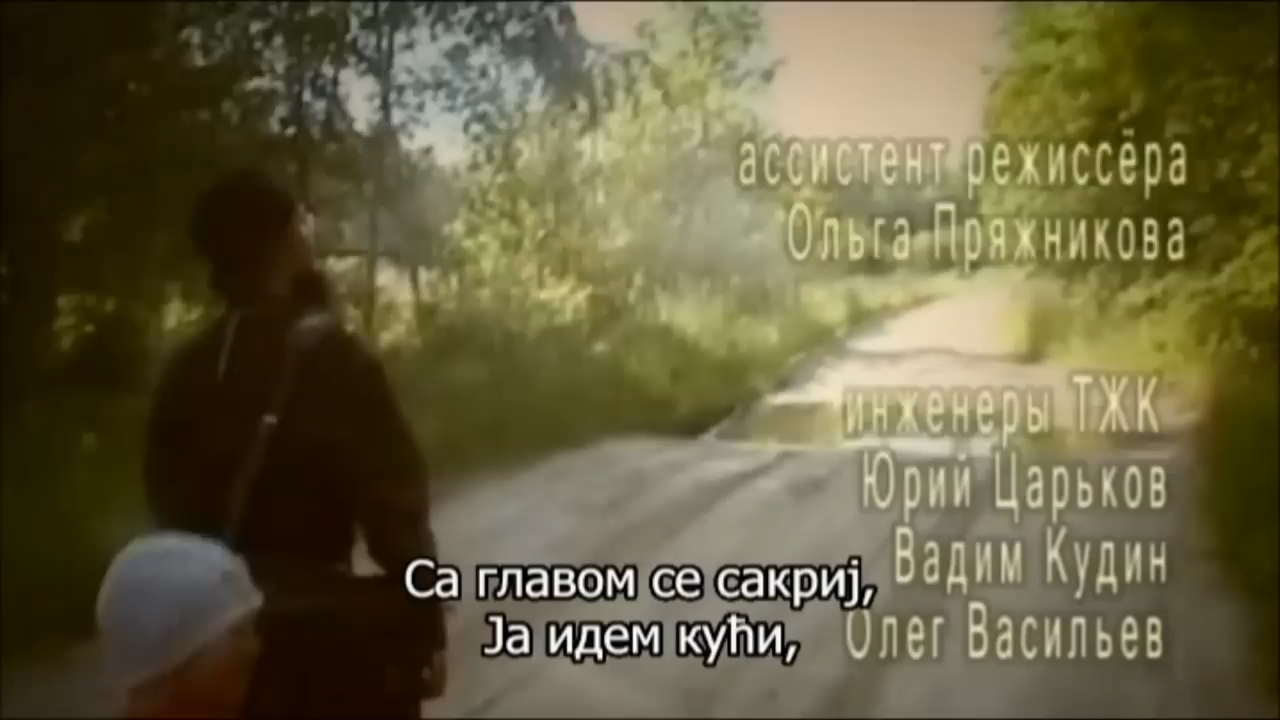 ассистент режиссёра
Ольга Пряжникова
инженеры ТЖК
Юрий Царьков
Вадим Кудин
Олег Васильев
Са главом се сакриј,
Ја идем кући,